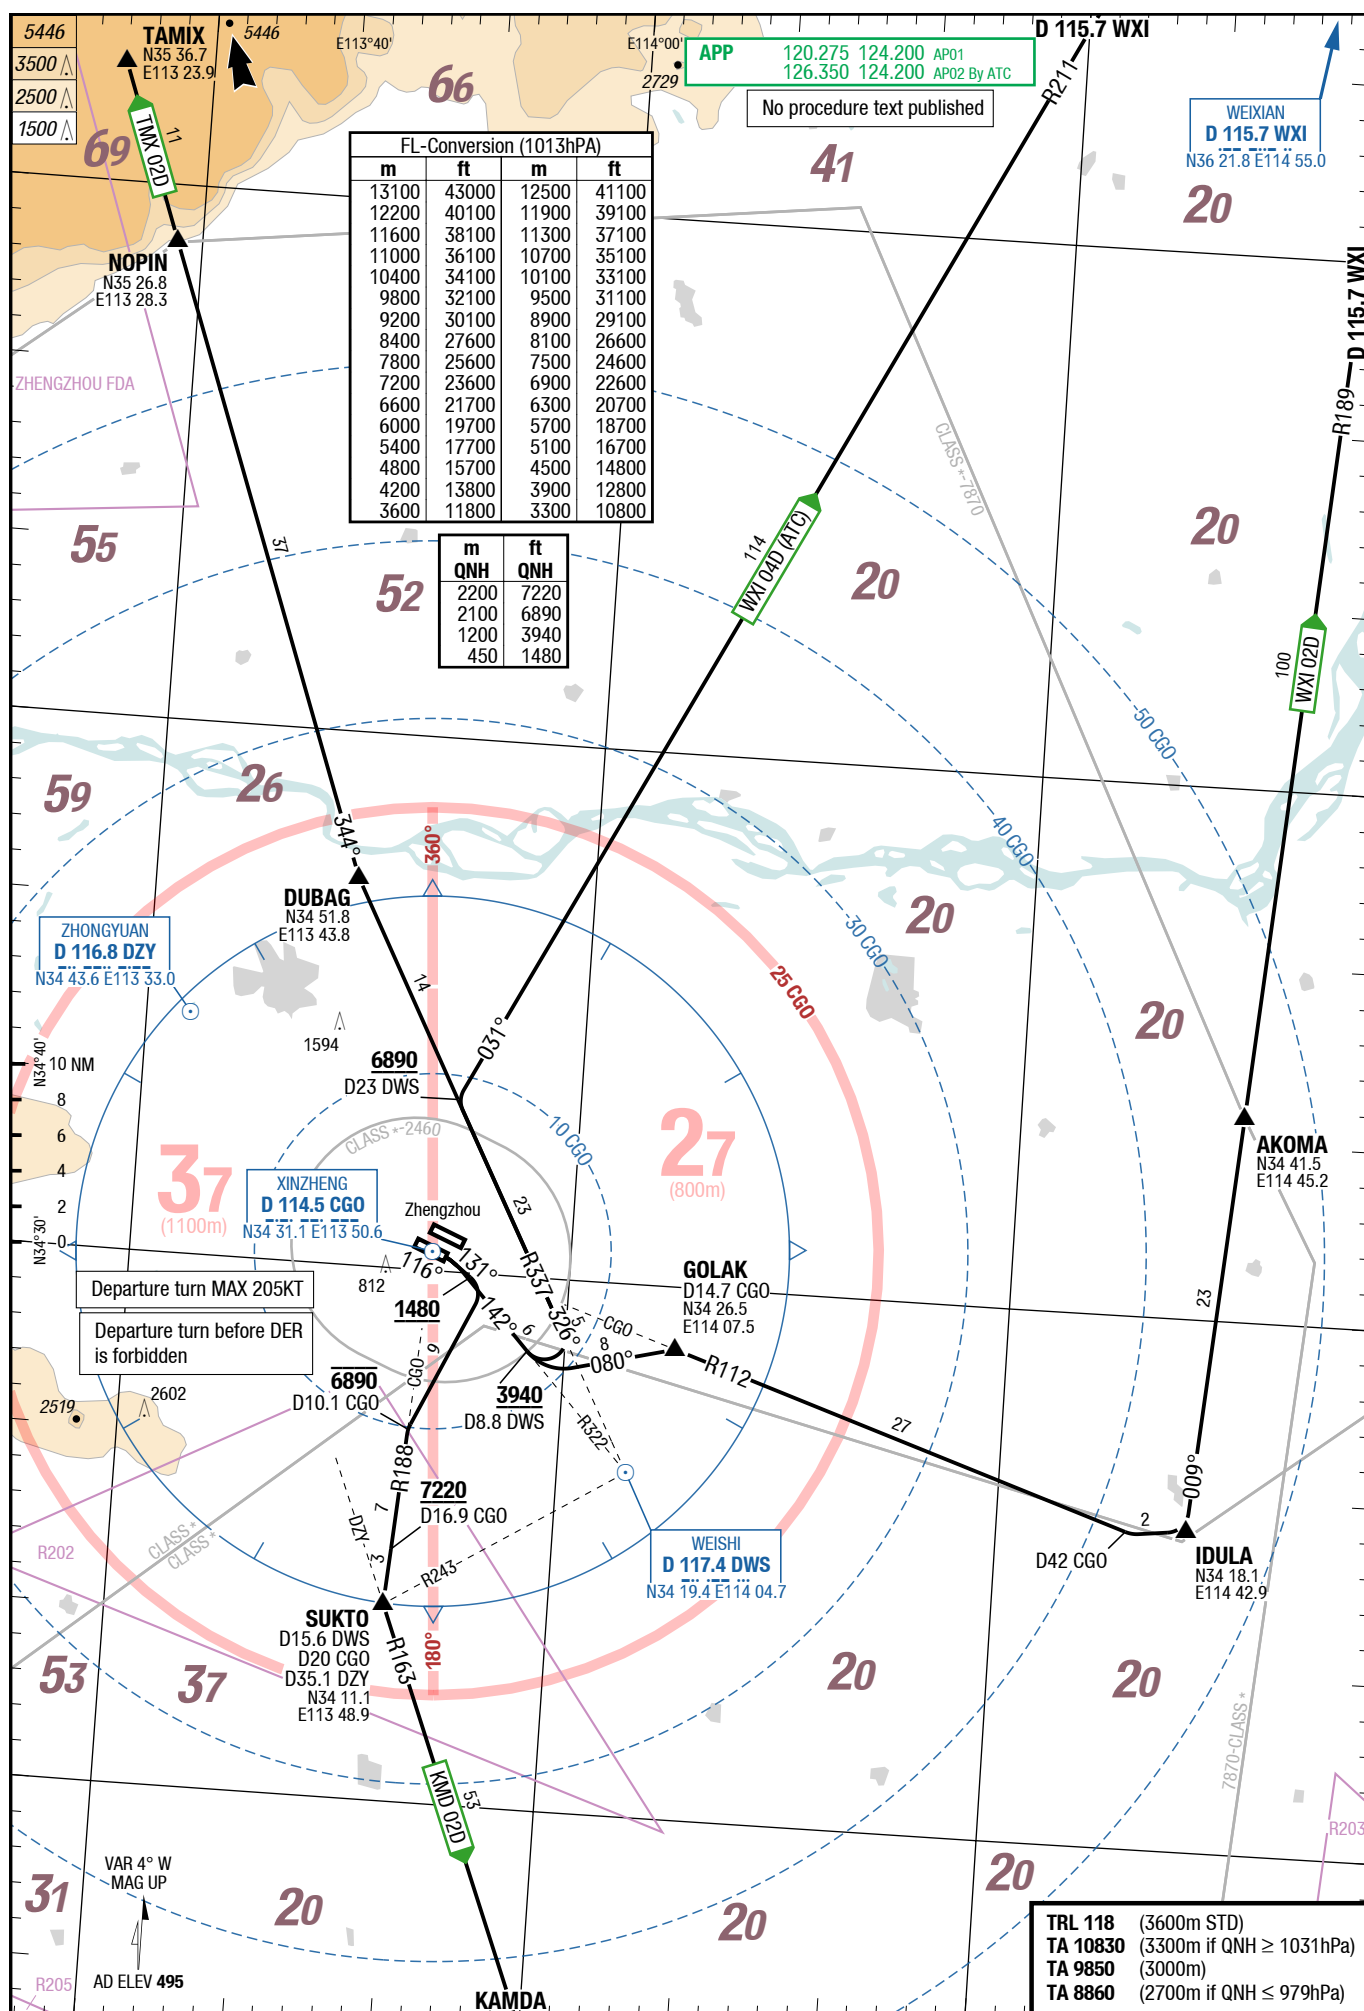 5446
3500
2500
1500
TAMIX
N35 36.7
E113 23.9
5446
E113°40'
E114°00'
2729
APP 120.275 124.200 AP01
126.350 124.200 AP02 By ATC
No procedure text published
D 115.7 WXI
R211
WEIXIAN
D 115.7 WXI
N36 21.8 E114 55.0
66
69
41
20
11
TMX 02D
NOPIN
N35 26.8
E113 28.3
FL-Conversion (1013hPA)
m ft m ft
13100 43000 12500 41100
12200 40100 11900 39100
11600 38100 11300 37100
11000 36100 10700 35100
10400 34100 10100 33100
9800 32100 9500 31100
9200 30100 8900 29100
8400 27600 8100 26600
7800 25600 7500 24600
7200 23600 6900 22600
6600 21700 6300 20700
6000 19700 5700 18700
5400 17700 5100 16700
4800 15700 4500 14800
4200 13800 3900 12800
3600 11800 3300 10800
m ft
QNH QNH
2200 7220
2100 6890
1200 3940
450 1480
D 115.7 WXI
R189
ZHENGZHOU FDA
CLASS *-7870
55
37
52
114
WXI 04D (ATC)
20
20
100
WXI 02D
50 CGO
59
26
344°
360°
40 CGO
DUBAG
N34 51.8
E113 43.8
ZHONGYUAN
D 116.8 DZY
N34 43.6 E113 33.0
14
20
30 CGO
25 CGO
20
1594
031°
N34°40'
10 NM
8
6
4
2
0
N34°30'
6890
D23 DWS
CLASS *-2460
10 CGO
37
(1100m)
27
(800m)
AKOMA
N34 41.5
E114 45.2
XINZHENG
D 114.5 CGO
N34 31.1 E113 50.6
Zhengzhou
23
R337
326°
116°
131°
142°
812
1480
Departure turn MAX 205KT
Departure turn before DER
is forbidden
GOLAK
D14.7 CGO
N34 26.5
E114 07.5
5
CGO
6
8
080°
R112
23
CGO
9
6890
D10.1 CGO
3940
D8.8 DWS
R322
27
2519
2602
R188
7
7220
D16.9 CGO
009°
2
D42 CGO
IDULA
N34 18.1
E114 42.9
R202
CLASS *
CLASS *
DZY
3
R243
WEISHI
D 117.4 DWS
N34 19.4 E114 04.7
SUKTO
D15.6 DWS
D20 CGO
D35.1 DZY
N34 11.1
E113 48.9
R163
180°
53
37
20
20
7870-CLASS *
KMD 02D
53
R203
VAR 4° W
MAG UP
31
20
20
20
AD ELEV 495
R205
KAMDA
TRL 118 (3600m STD)
TA 10830 (3300m if QNH ≥ 1031hPa)
TA 9850 (3000m)
TA 8860 (2700m if QNH ≤ 979hPa)